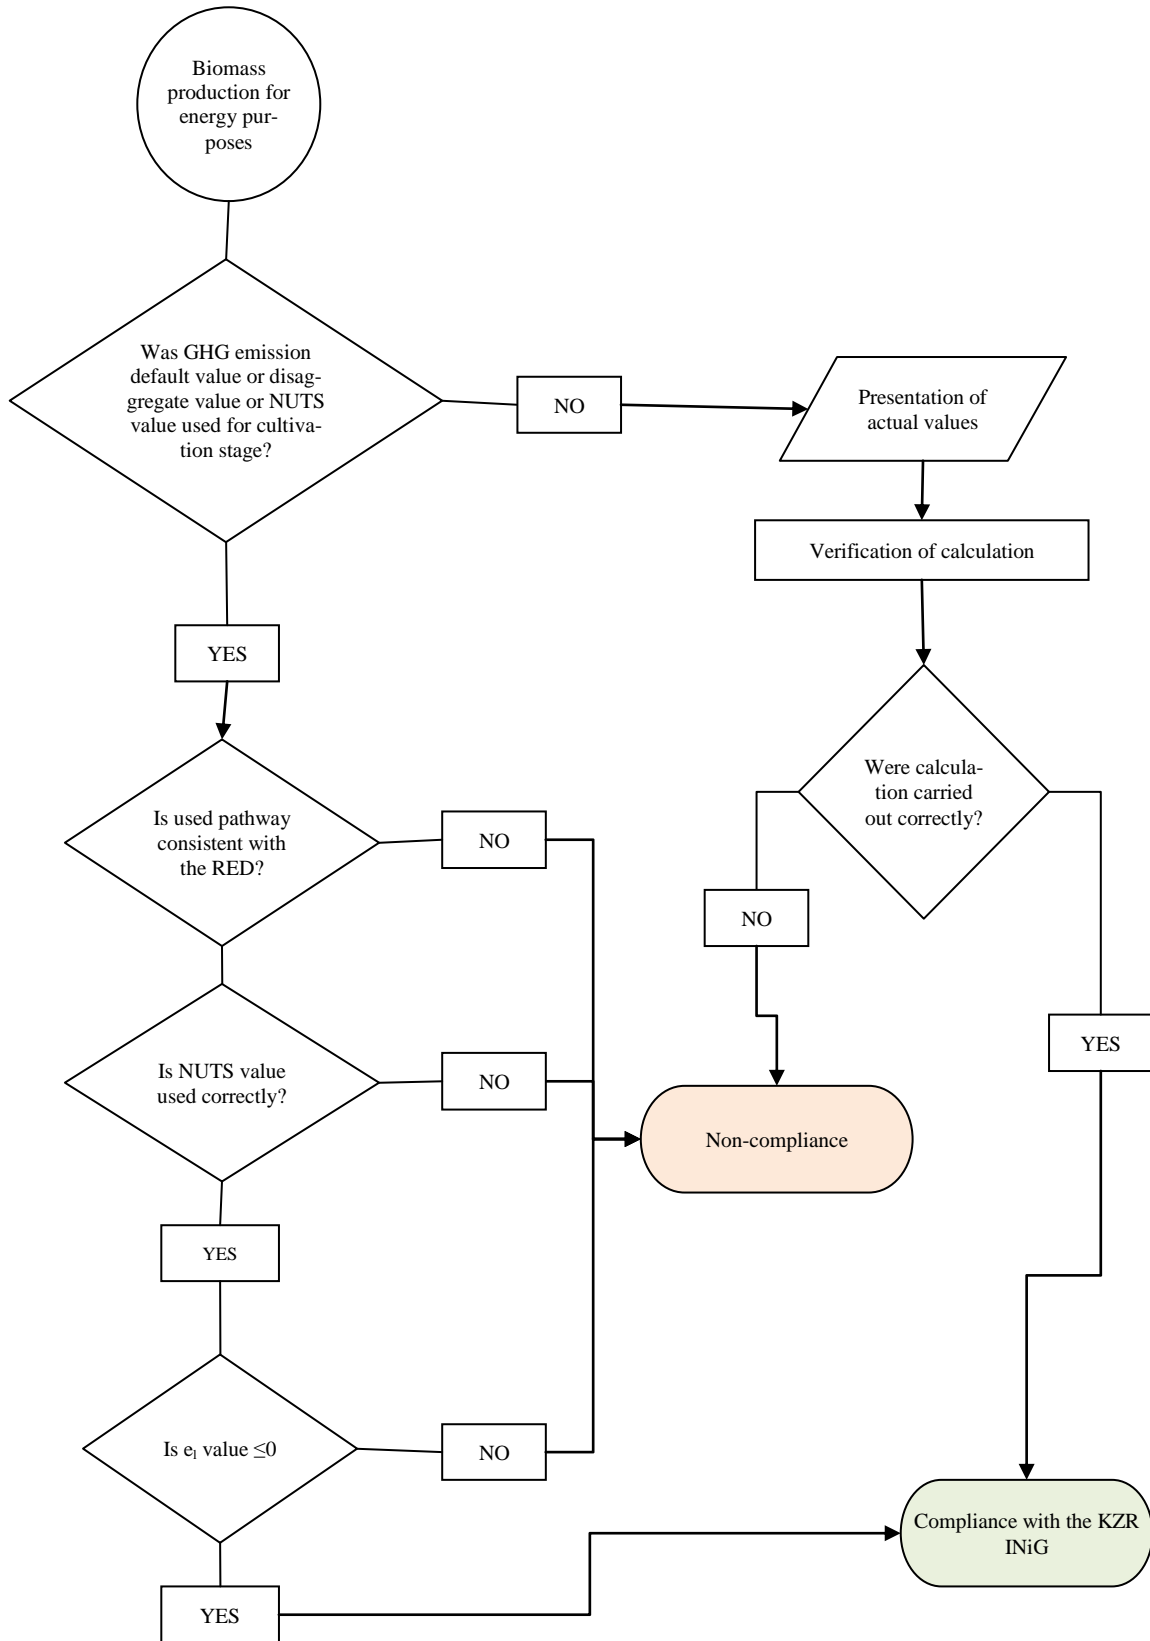 Biomass
production for
energy pur-
poses
Was GHG emission
default value or disag-
gregate value or NUTS
value used for cultiva-
tion stage?
NO
Presentation of
actual values
Verification of calculation
YES
Were calcula-
tion carried
out correctly?
Is used pathway
consistent with
the RED?
NO
NO
YES
Is NUTS value
used correctly?
NO
Non-compliance
YES
Is eₗ value ≤0
NO
Compliance with the KZR
INiG
YES